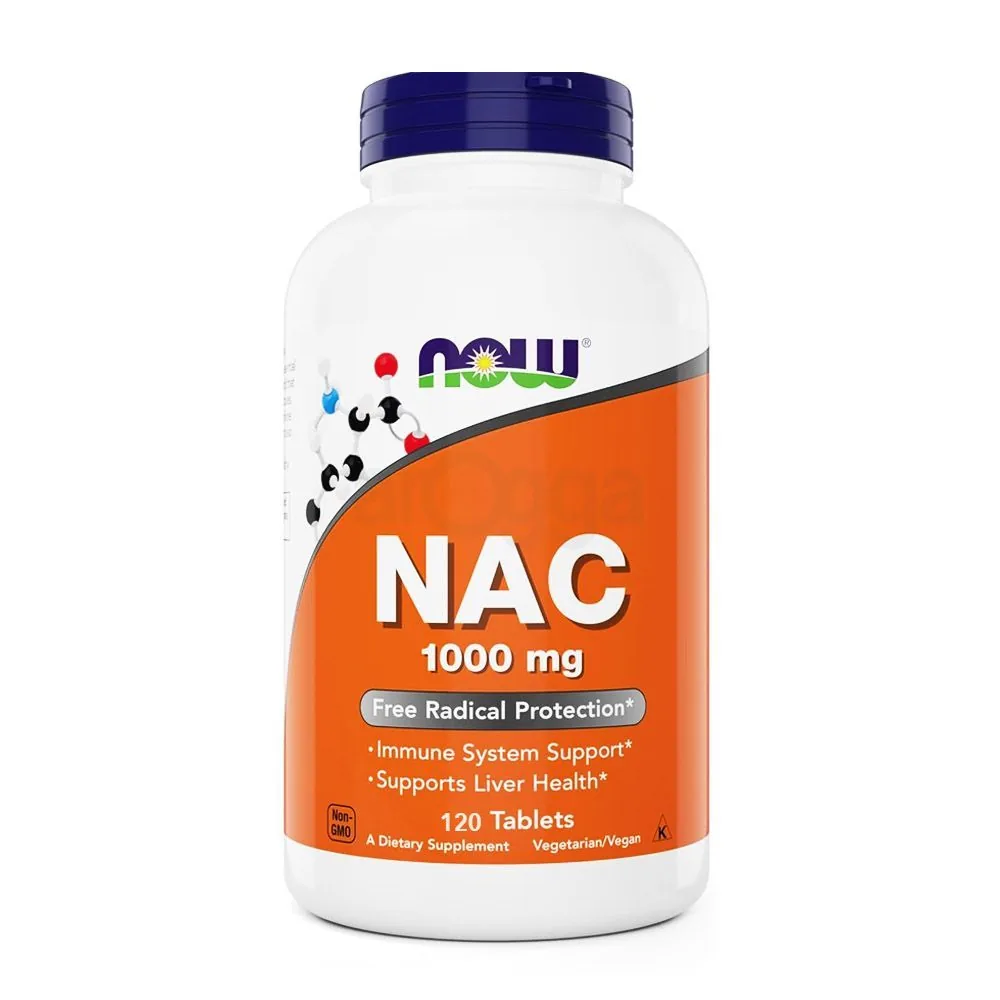 NOW®
arogga
NAC
1000 mg
Free Radical Protection*
•Immune System Support*
•Supports Liver Health*
Non-
GMO
120 Tablets
A Dietary Supplement Vegetarian/Vegan
K